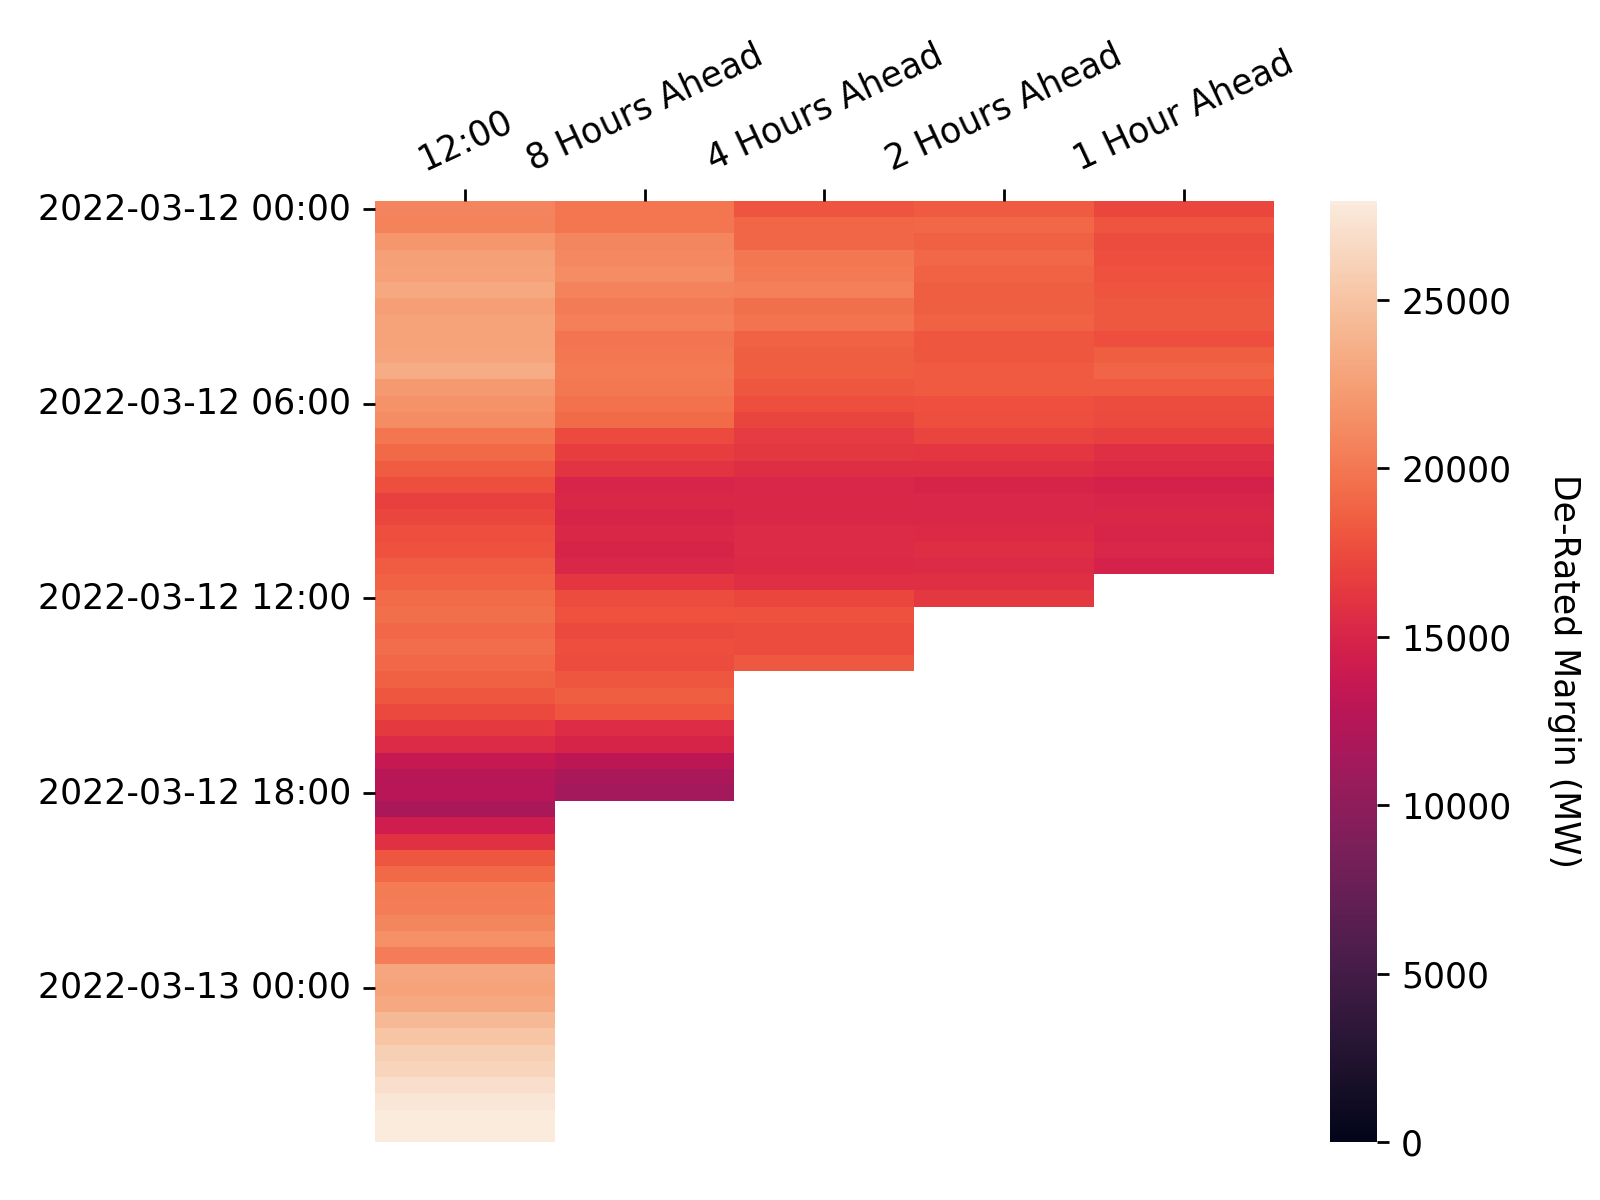 12:00
8 Hours Ahead
4 Hours Ahead
2 Hours Ahead
1 Hour Ahead
2022-03-12 00:00
2022-03-12 06:00
2022-03-12 12:00
2022-03-12 18:00
2022-03-13 00:00
25000
20000
15000
10000
5000
0
De-Rated Margin (MW)